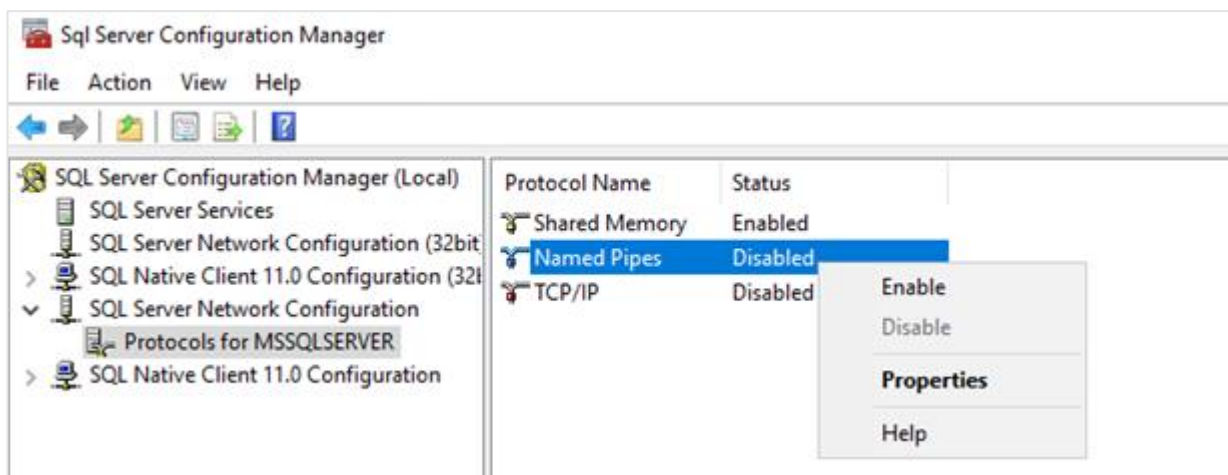 Sql Server Configuration Manager
File Action View Help
SQL Server Configuration Manager (Local)
SQL Server Services
SQL Server Network Configuration (32bit
SQL Native Client 11.0 Configuration (32b
SQL Server Network Configuration
Protocols for MSSQLSERVER
SQL Native Client 11.0 Configuration
Protocol Name Status
Shared Memory Enabled
Named Pipes Disabled
TCP/IP Disabled
Enable
Disable
Properties
Help